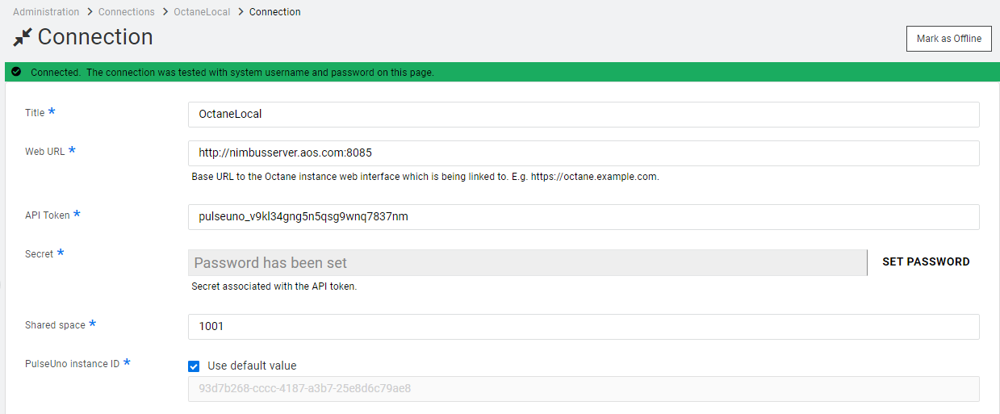 Administration > Connections > OctaneLocal > Connection
Connection
Mark as Offline
Connected. The connection was tested with system username and password on this page.
Title *
OctaneLocal
Web URL *
http://nimbusserver.aos.com:8085
Base URL to the Octane instance web interface which is being linked to. E.g. https://octane.example.com.
API Token *
pulseuno_v9kl34gng5n5qsg9wnq7837nm
Secret *
Password has been set
SET PASSWORD
Secret associated with the API token.
Shared space *
1001
PulseUno instance ID *
Use default value
93d7b268-cccc-4187-a3b7-25e8d6c79ae8